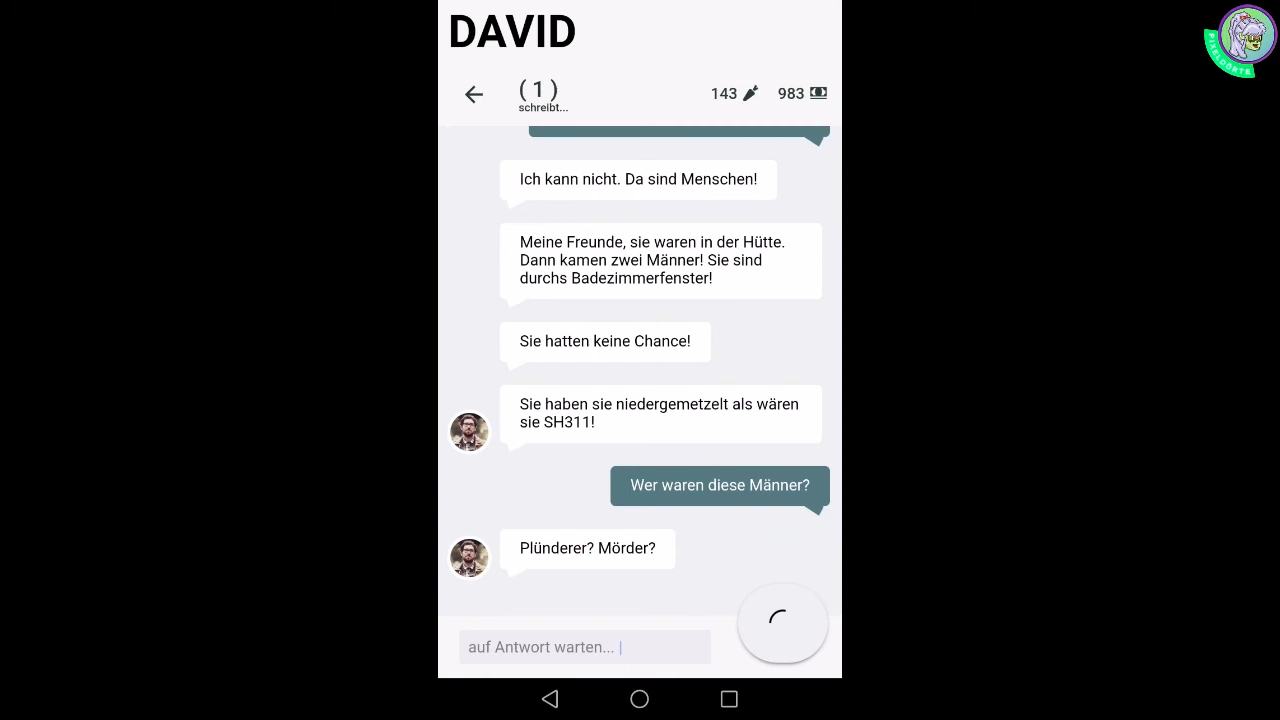 DAVID
( 1 )
schreibt...
143
983
PIXELDÖRTE
Ich kann nicht. Da sind Menschen!
Meine Freunde, sie waren in der Hütte.
Dann kamen zwei Männer! Sie sind
durchs Badezimmerfenster!
Sie hatten keine Chance!
Sie haben sie niedergemetzelt als wären
sie SH311!
Wer waren diese Männer?
Plünderer? Mörder?
auf Antwort warten...